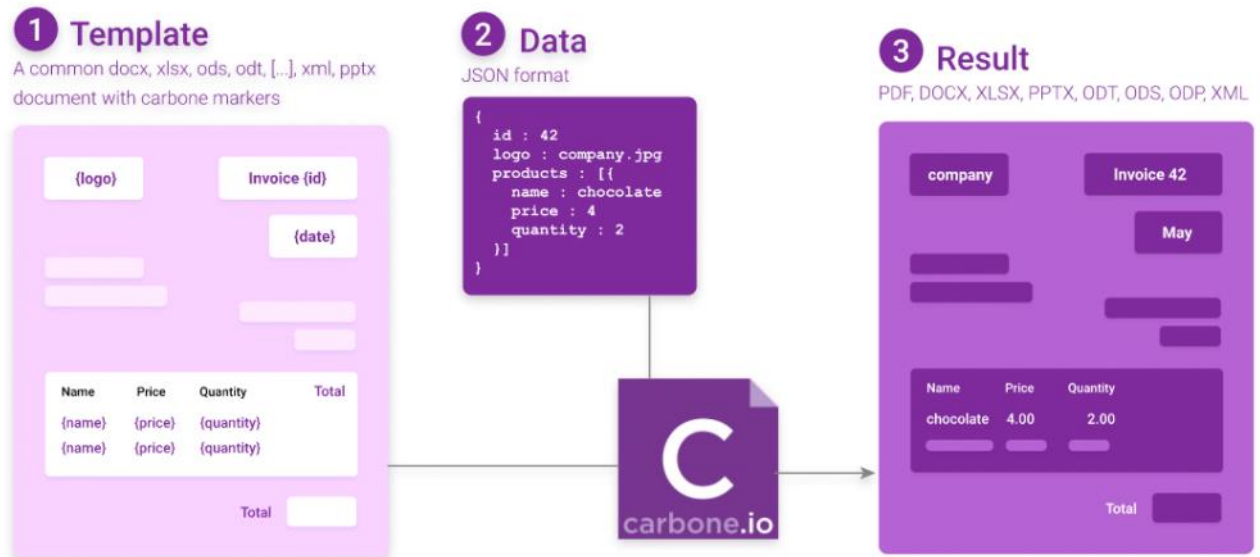 1 Template
A common docx, xlsx, ods, odt, [...], xml, pptx
document with carbone markers
{logo}
Invoice {id}
{date}
Name Price Quantity Total
{name} {price} {quantity}
{name} {price} {quantity}
Total
2 Data
JSON format
{
id : 42
logo : company.jpg
products : [{
name : chocolate
price : 4
quantity : 2
}]
}
C
carbone.io
3 Result
PDF, DOCX, XLSX, PPTX, ODT, ODS, ODP, XML
company
Invoice 42
May
Name Price Quantity
chocolate 4.00 2.00
Total